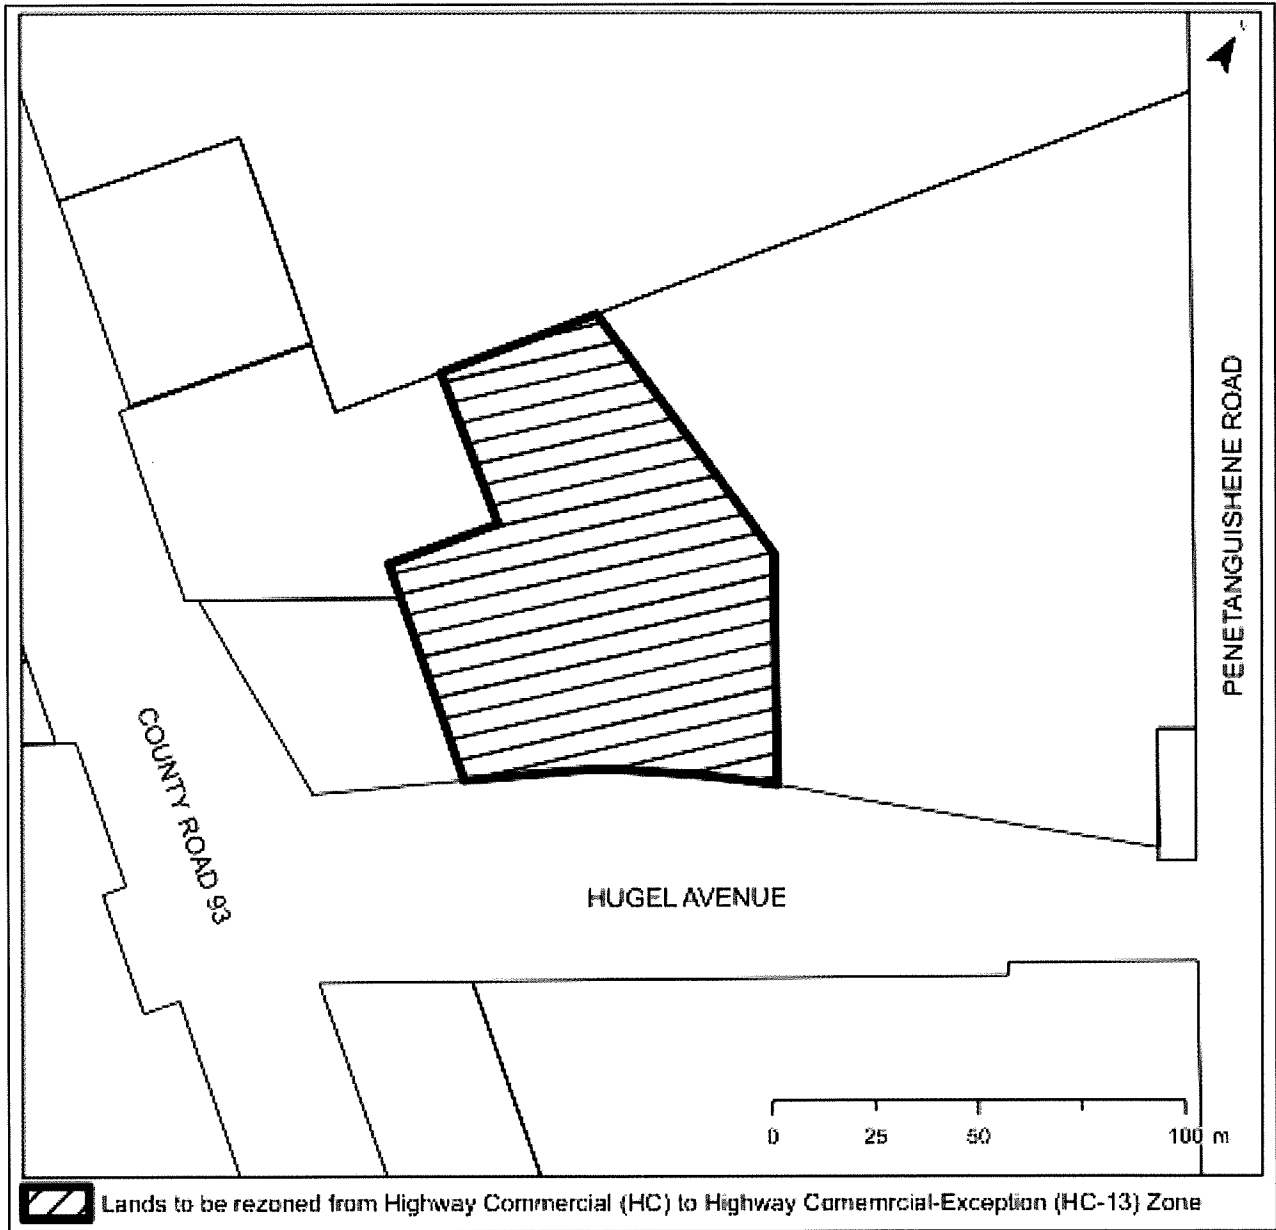 PENETANGUISHENE ROAD
COUNTY ROAD 93
HUGEL AVENUE
0 25 50 100 m
Lands to be rezoned from Highway Commercial (HC) to Highway Comemrcial-Exception (HC-13) Zone